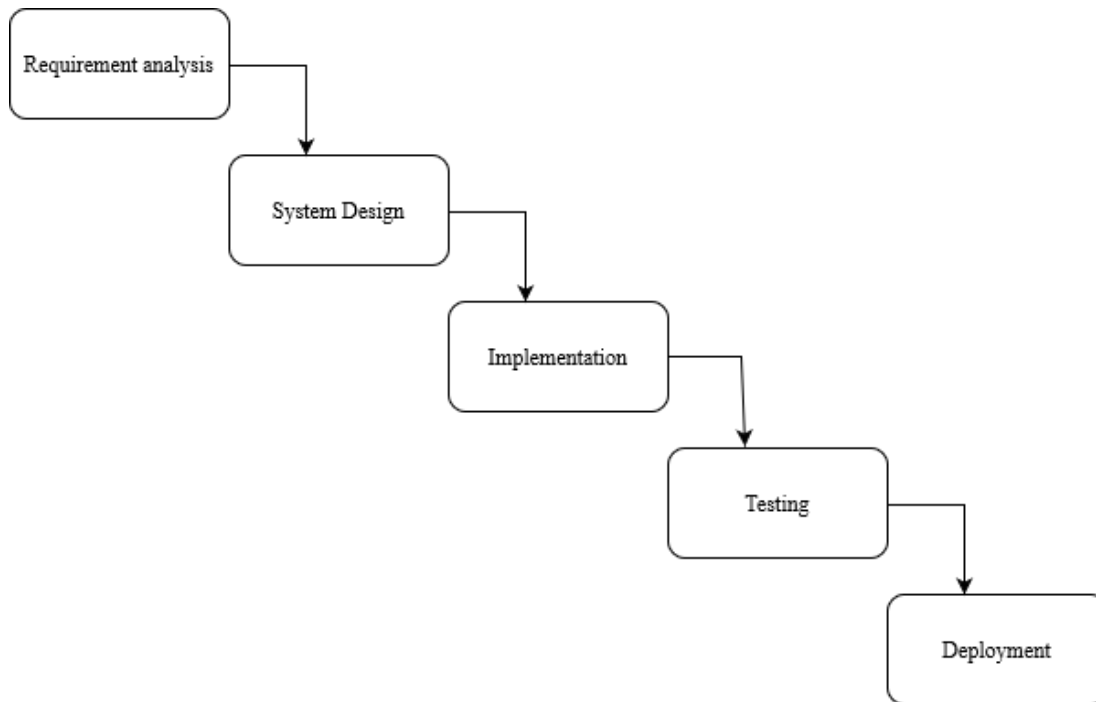 Requirement analysis
System Design
Implementation
Testing
Deployment